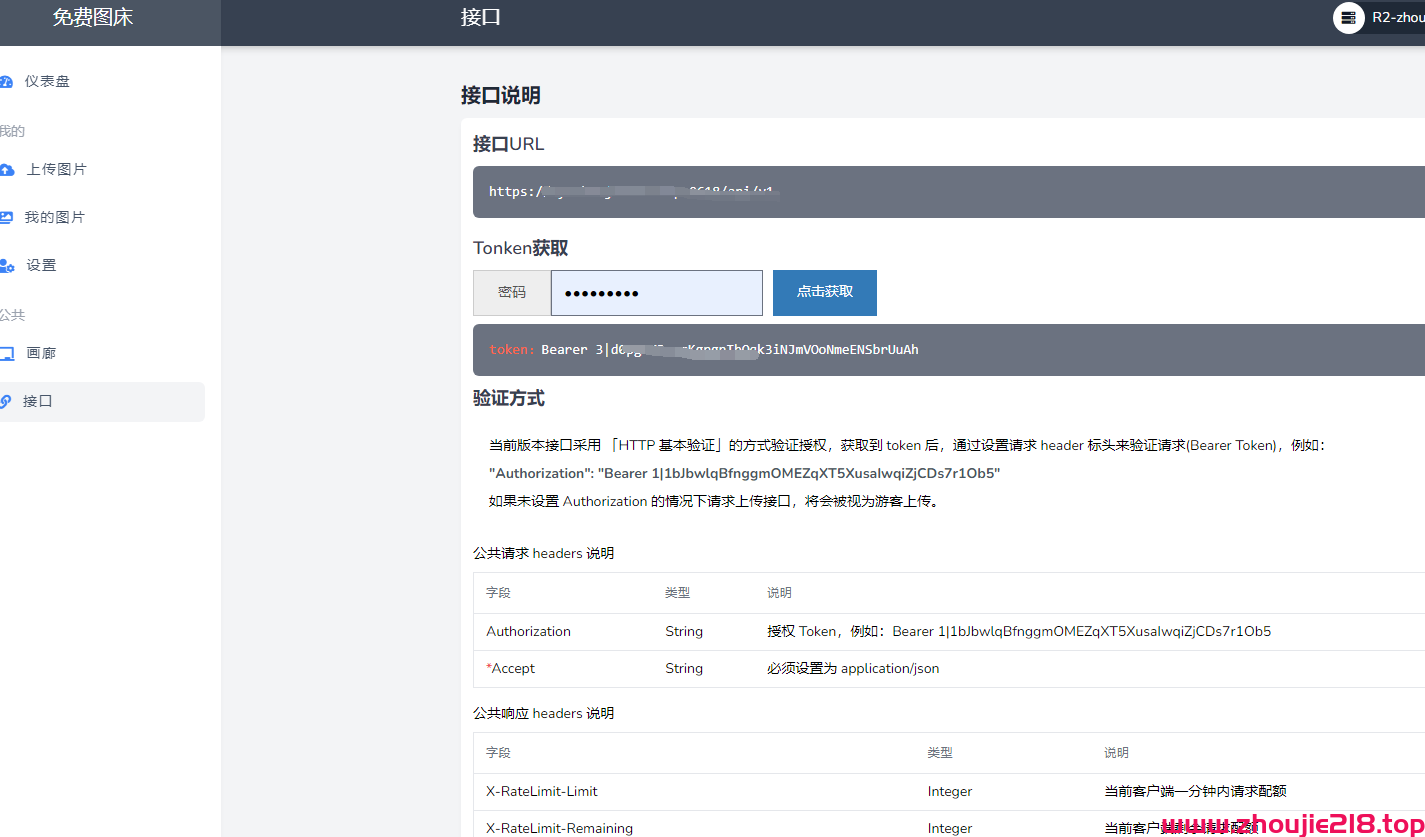 免费图床
接口
R2-zhou
仪表盘
我的
上传图片
我的图片
设置
公共
画廊
接口
接口说明
接口URL
https:/
Tonken获取
密码
•••••••••
点击获取
token: Bearer 3|d0 k3iNJmVOoNmeENSbrUuAh
验证方式
当前版本接口采用 「HTTP 基本验证」的方式验证授权，获取到 token 后，通过设置请求 header 标头来验证请求(Bearer Token)，例如：
"Authorization": "Bearer 1|1bJbwlqBfnggmOMEZqXT5XusaIwqiZjCDs7r1Ob5"
如果未设置 Authorization 的情况下请求上传接口，将会被视为游客上传。
公共请求 headers 说明
字段 类型 说明
Authorization String 授权 Token，例如：Bearer 1|1bJbwlqBfnggmOMEZqXT5XusaIwqiZjCDs7r1Ob5
*Accept String 必须设置为 application/json
公共响应 headers 说明
字段 类型 说明
X-RateLimit-Limit Integer 当前客户端一分钟内请求配额
X-RateLimit-Remaining Integer 当前客户端剩余请求配额
www.zhoujie218.top